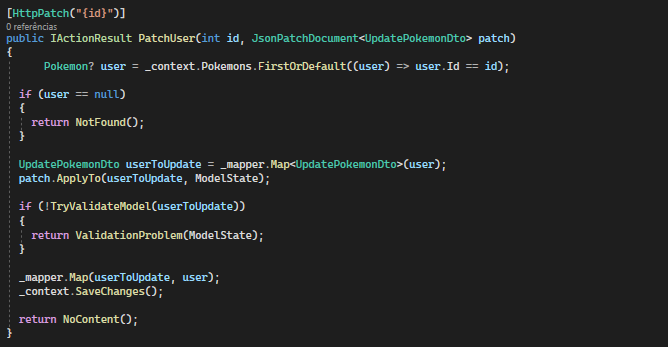 [HttpPatch("{id}")]
0 referências
public IActionResult PatchUser(int id, JsonPatchDocument<UpdatePokemonDto> patch)
{
Pokemon? user = _context.Pokemons.FirstOrDefault((user) => user.Id == id);
if (user == null)
{
return NotFound();
}
UpdatePokemonDto userToUpdate = _mapper.Map<UpdatePokemonDto>(user);
patch.ApplyTo(userToUpdate, ModelState);
if (!TryValidateModel(userToUpdate))
{
return ValidationProblem(ModelState);
}
_mapper.Map(userToUpdate, user);
_context.SaveChanges();
return NoContent();
}